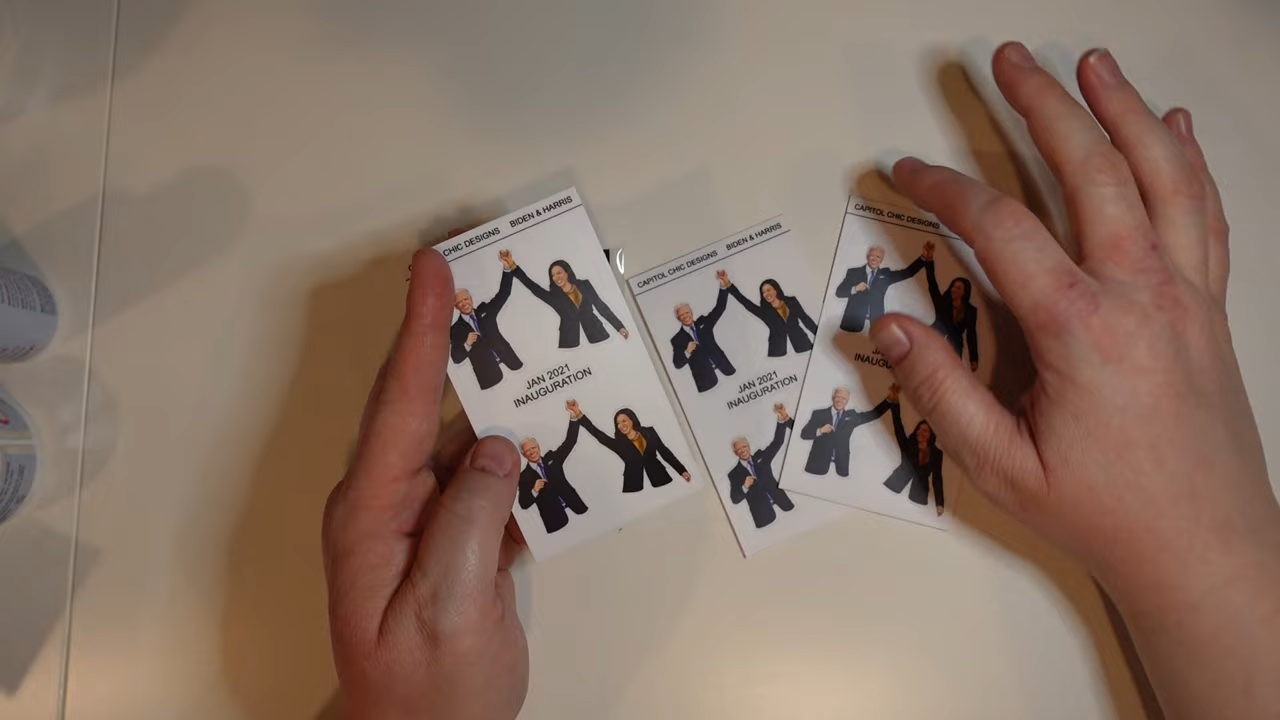 CHIC DESIGNS BIDEN & HARRIS
JAN 2021
INAUGURATION
CAPITOL CHIC DESIGNS BIDEN & HARRIS
JAN 2021
INAUGURATION
CAPITOL CHIC DESIGNS